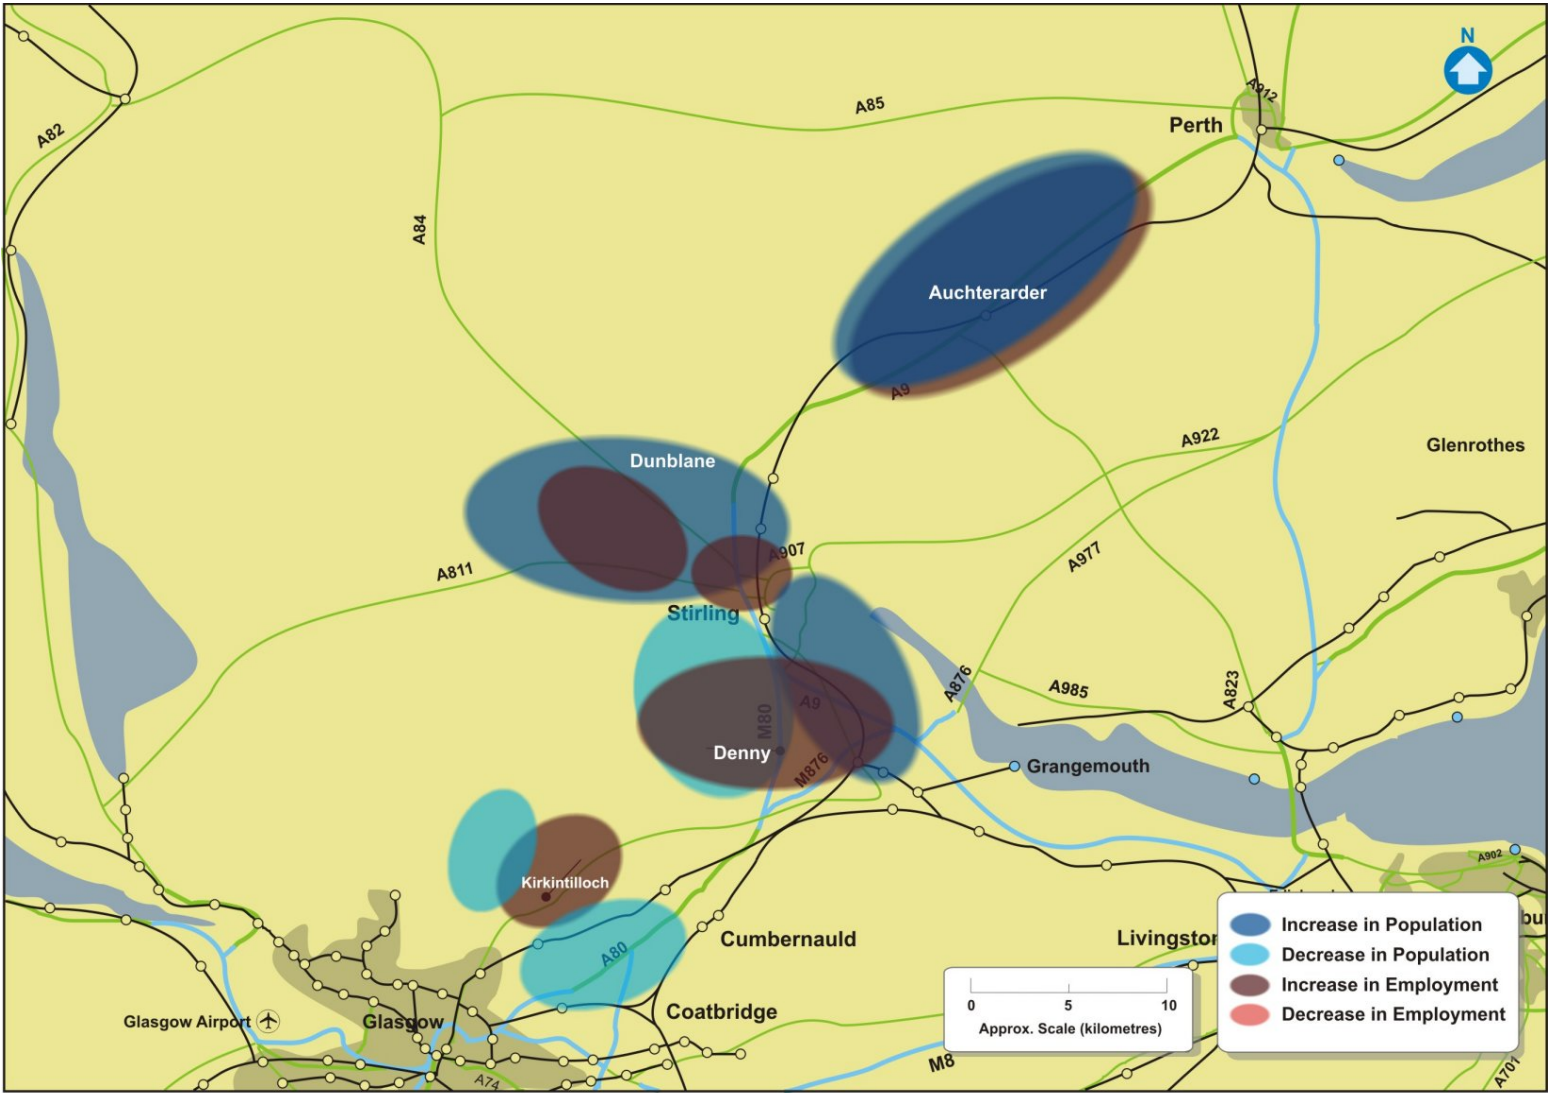 N
A912
A82
A85
Perth
A84
Auchterarder
A9
Glenrothes
A922
Dunblane
A907
A977
A811
Stirling
A876
A985
A823
A9
M80
Denny
M876
Grangemouth
A902
Kirkintilloch
Cumbernauld
Livingston
A80
Coatbridge
Glasgow Airport
Glasgow
M8
A74
A701
0 5 10
Approx. Scale (kilometres)
Increase in Population
Decrease in Population
Increase in Employment
Decrease in Employment